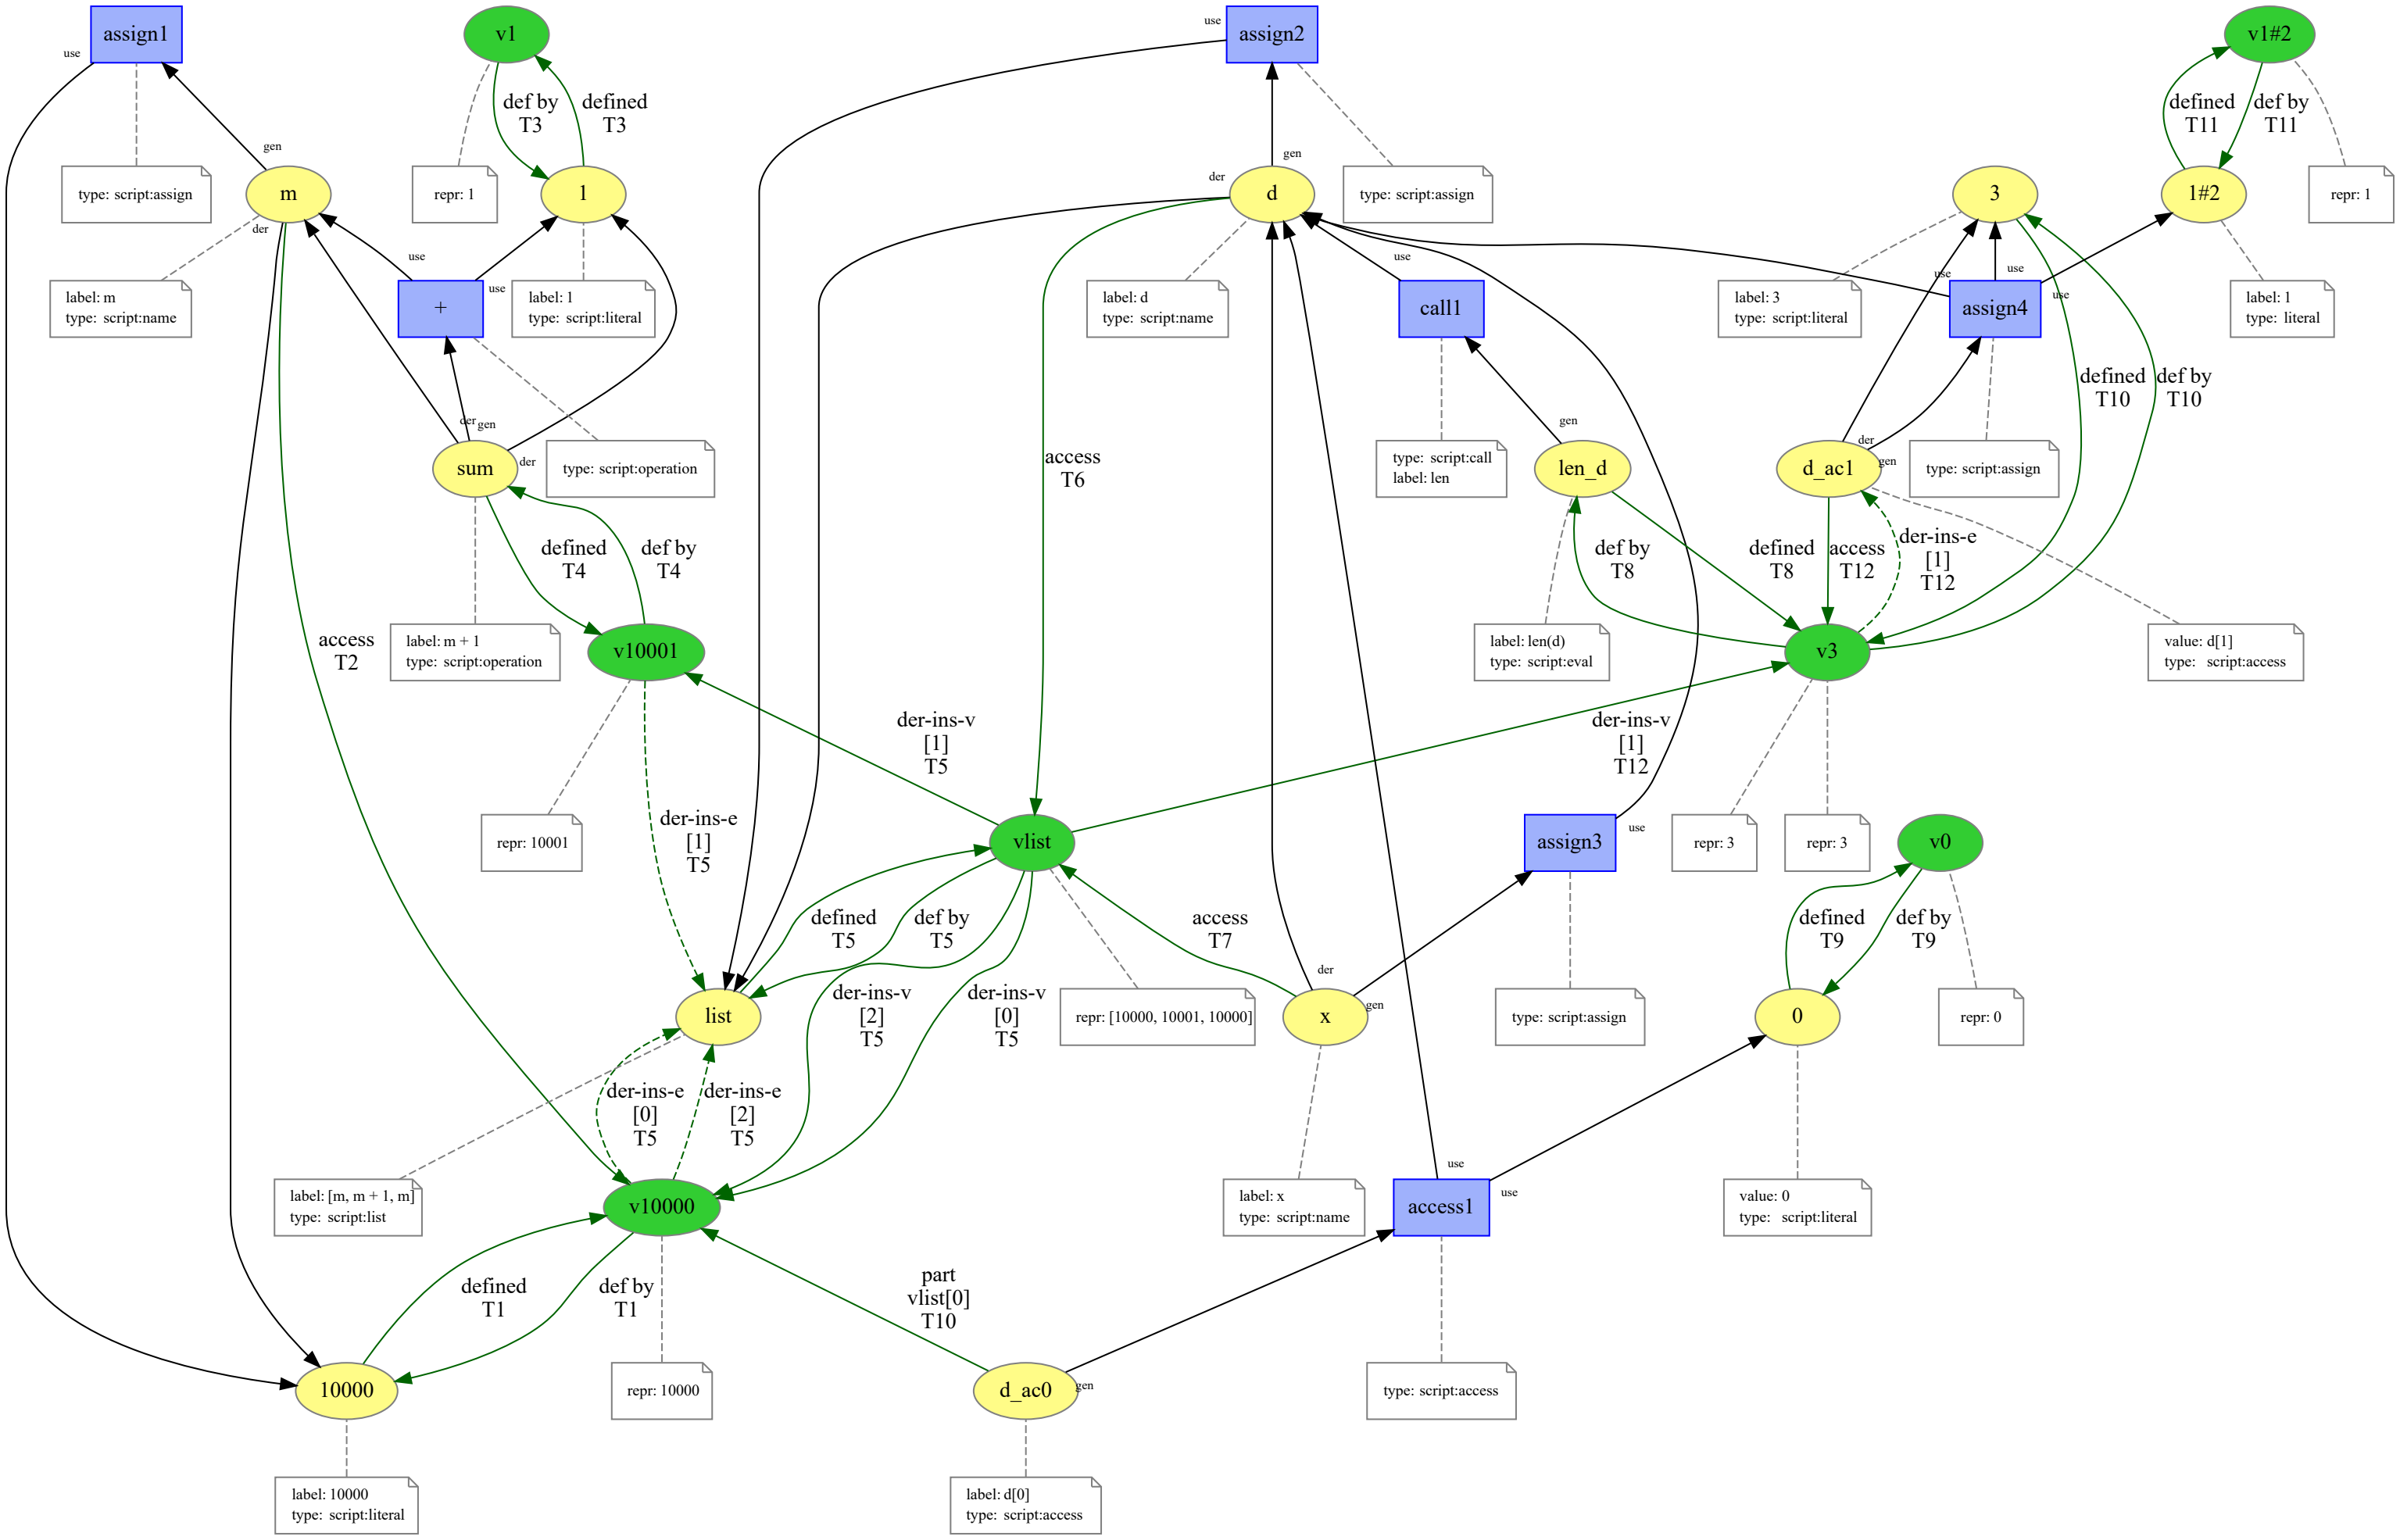 use
assign1
v1
use
assign2
v1#2
def by
T3
defined
T3
defined
T11
def by
T11
gen
gen
type: script:assign
m
repr: 1
1
der
d
type: script:assign
3
1#2
repr: 1
der
use
use
use
use
use
use
label: m
type: script:name
+
label: 1
type: script:literal
label: d
type: script:name
call1
label: 3
type: script:literal
assign4
label: 1
type: literal
defined
T10
def by
T10
der
gen
gen
der
gen
sum
der
type: script:operation
access
T6
type: script:call
label: len
len_d
d_ac1
type: script:assign
defined
T4
def by
T4
def by
T8
defined
T8
access
T12
der-ins-e
[1]
T12
access
T2
label: m + 1
type: script:operation
v10001
label: len(d)
type: script:eval
v3
value: d[1]
type: script:access
der-ins-v
[1]
T5
der-ins-v
[1]
T12
repr: 10001
der-ins-e
[1]
T5
vlist
assign3
use
repr: 3
repr: 3
v0
defined
T5
def by
T5
access
T7
defined
T9
def by
T9
der
gen
list
der-ins-v
[2]
T5
der-ins-v
[0]
T5
repr: [10000, 10001, 10000]
x
type: script:assign
0
repr: 0
der-ins-e
[0]
T5
der-ins-e
[2]
T5
use
use
label: [m, m + 1, m]
type: script:list
v10000
label: x
type: script:name
access1
value: 0
type: script:literal
defined
T1
def by
T1
part
vlist[0]
T10
10000
repr: 10000
d_ac0
gen
type: script:access
label: 10000
type: script:literal
label: d[0]
type: script:access